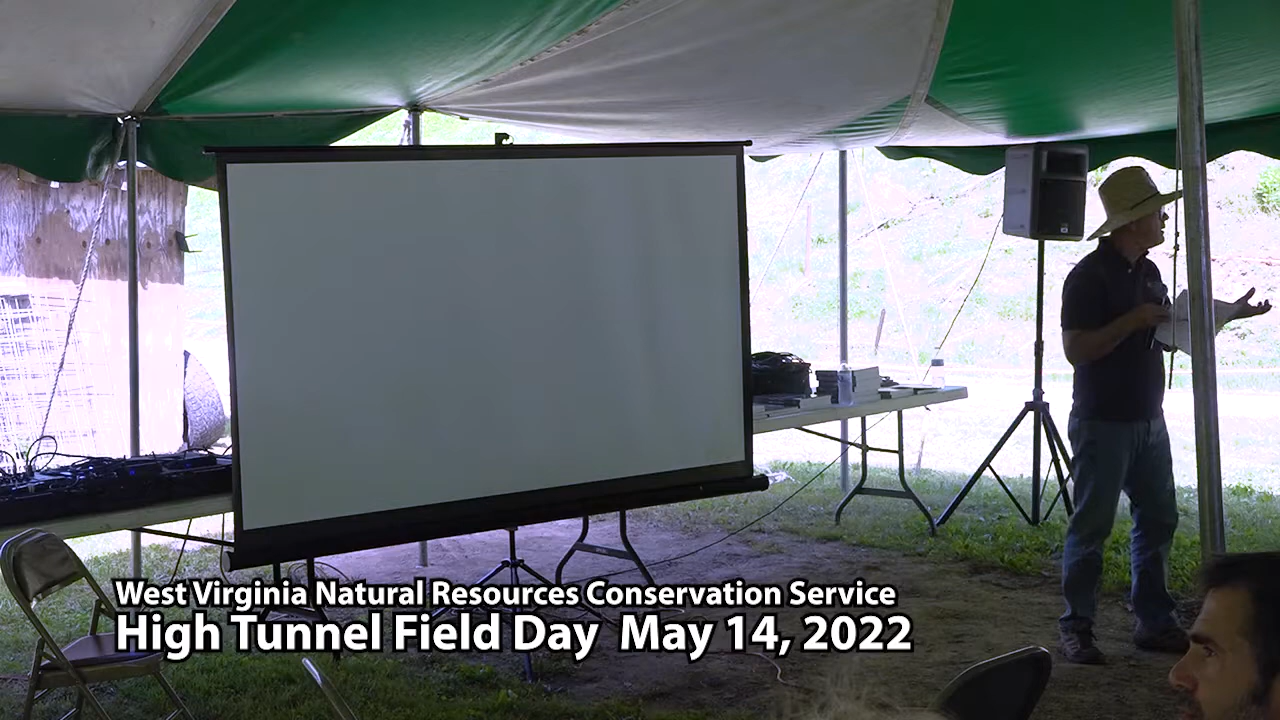 West Virginia Natural Resources Conservation Service
High Tunnel Field Day May 14, 2022